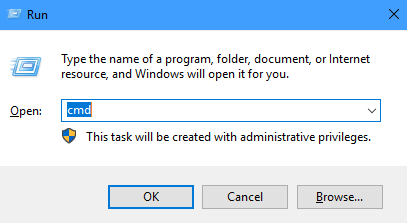 Run
Type the name of a program, folder, document, or Internet
resource, and Windows will open it for you.
Open: cmd
This task will be created with administrative privileges.
OK Cancel Browse...